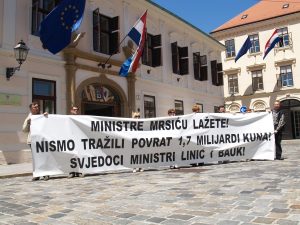 MINISTRE MRSIĆU LAŽETE!
NISMO TRAŽILI POVRAT 1,7 MILIJARDI KUNA!
SVJEDOCI MINISTRI LINIĆ I BAUK!